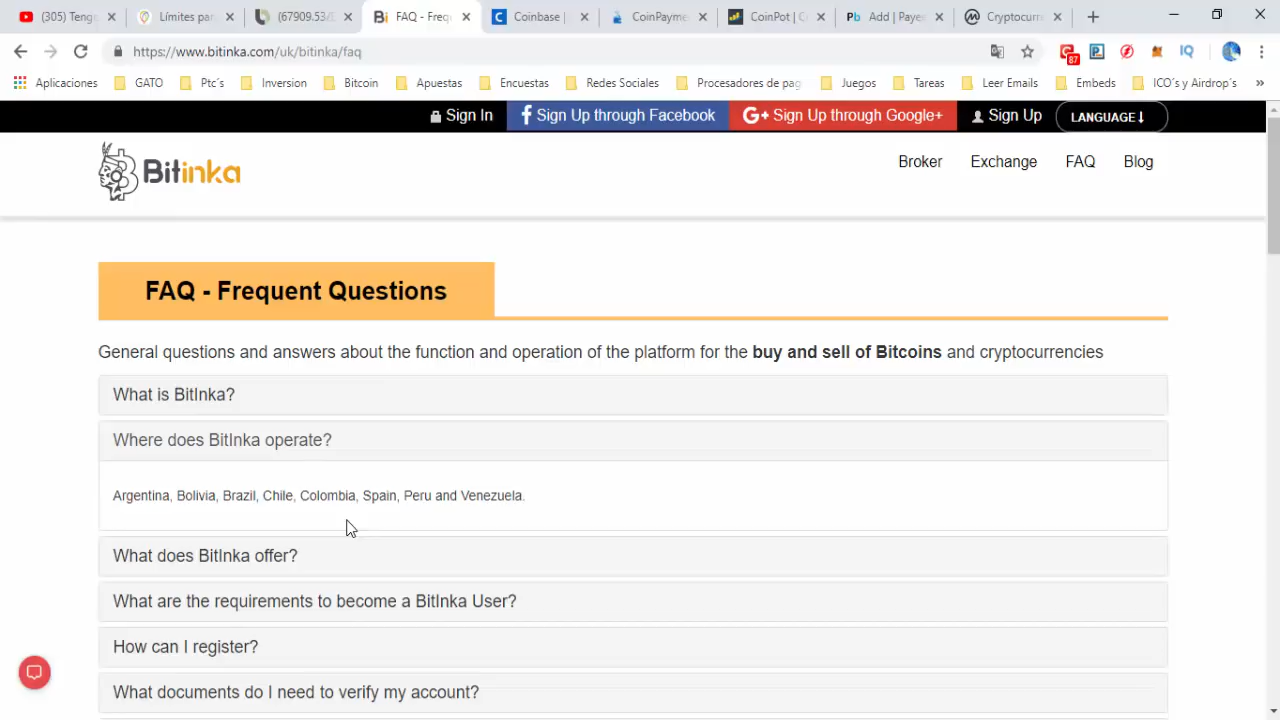 (305) Teng
Límites pa
(67909.53/
FAQ - Freq
Coinbase |
CoinPayme
CoinPot | C
Add | Payee
Cryptocurr
https://www.bitinka.com/uk/bitinka/faq
87
IQ
Aplicaciones GATO Ptc´s Inversion Bitcoin Apuestas Encuestas Redes Sociales Procesadores de pag Juegos Tareas Leer Emails Embeds ICO´s y Airdrop´s »
Sign In Sign Up through Facebook G+ Sign Up through Google+ Sign Up LANGUAGE
Bitinka
Broker Exchange FAQ Blog
FAQ - Frequent Questions
General questions and answers about the function and operation of the platform for the buy and sell of Bitcoins and cryptocurrencies
What is BitInka?
Where does BitInka operate?
Argentina, Bolivia, Brazil, Chile, Colombia, Spain, Peru and Venezuela.
What does BitInka offer?
What are the requirements to become a BitInka User?
How can I register?
What documents do I need to verify my account?